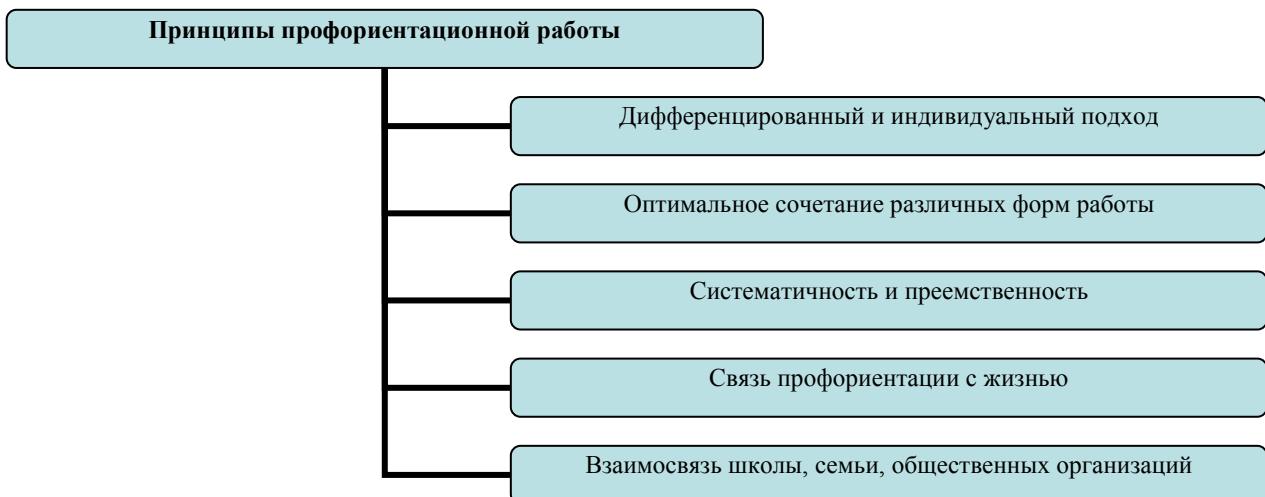 Принципы профориентационной работы
Дифференцированный и индивидуальный подход
Оптимальное сочетание различных форм работы
Систематичность и преемственность
Связь профориентации с жизнью
Взаимосвязь школы, семьи, общественных организаций